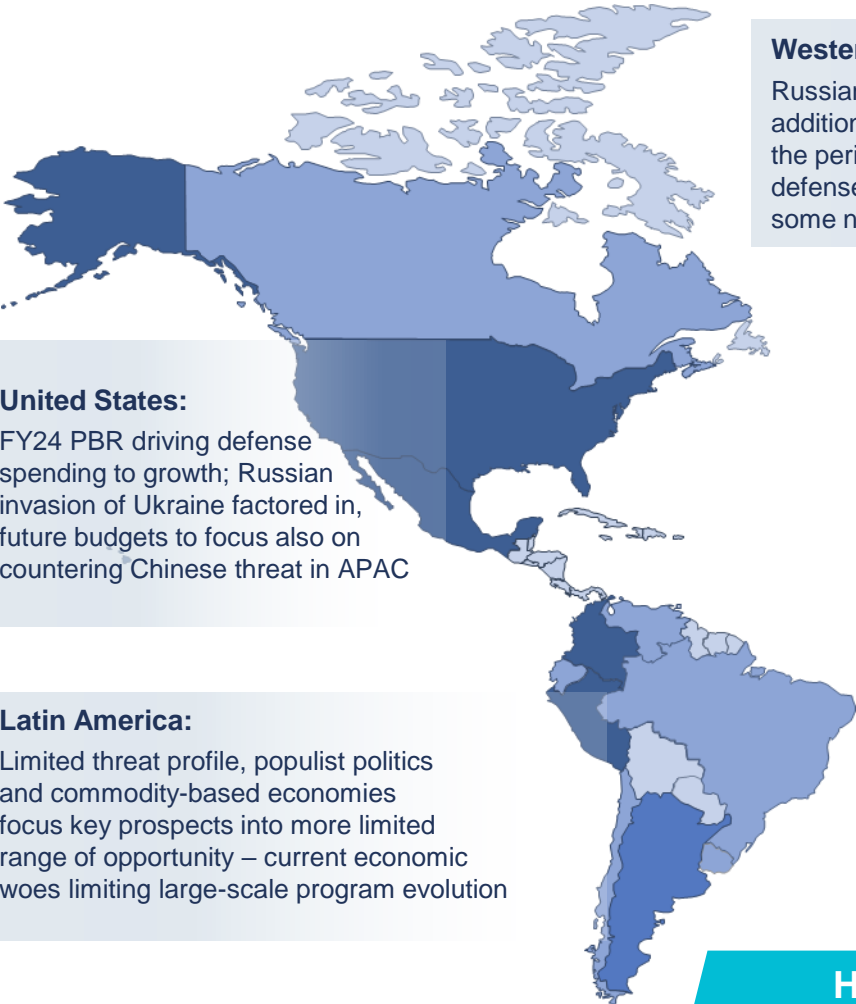 Wester
Russian
addition
the peri
defense
some n
United States:
FY24 PBR driving defense
spending to growth; Russian
invasion of Ukraine factored in,
future budgets to focus also on
countering Chinese threat in APAC
Latin America:
Limited threat profile, populist politics
and commodity-based economies
focus key prospects into more limited
range of opportunity – current economic
woes limiting large-scale program evolution
H